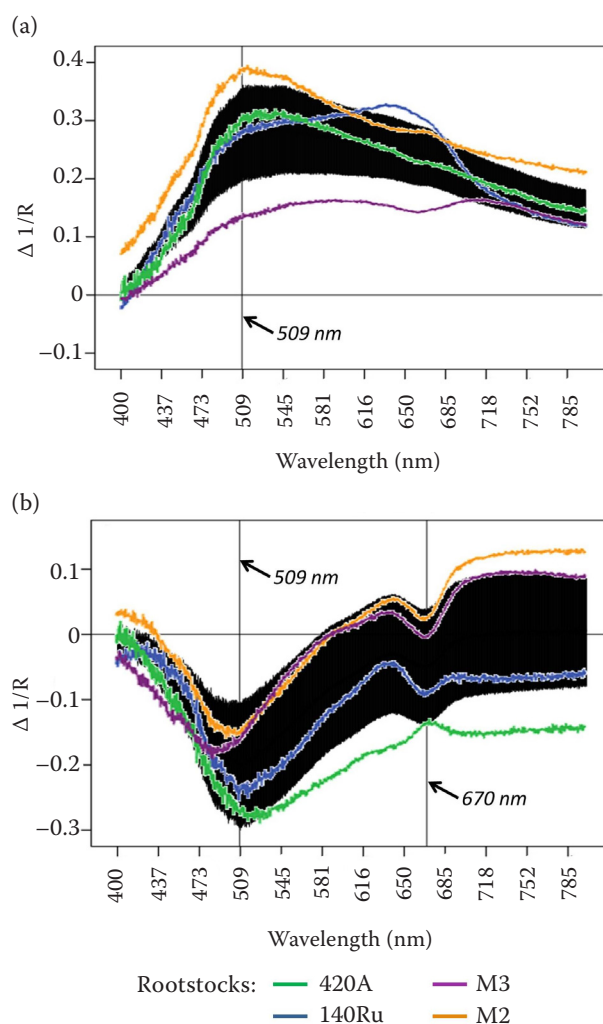 (a)
0.4
0.3
0.2
0.1
0
−0.1
Δ 1/R
509 nm
400 437 473 509 545 581 616 650 685 718 752 785
Wavelength (nm)
(b)
0.1
0
−0.1
−0.2
−0.3
Δ 1/R
509 nm
670 nm
400 437 473 509 545 581 616 650 685 718 752 785
Wavelength (nm)
Rootstocks: 420A M3
140Ru M2